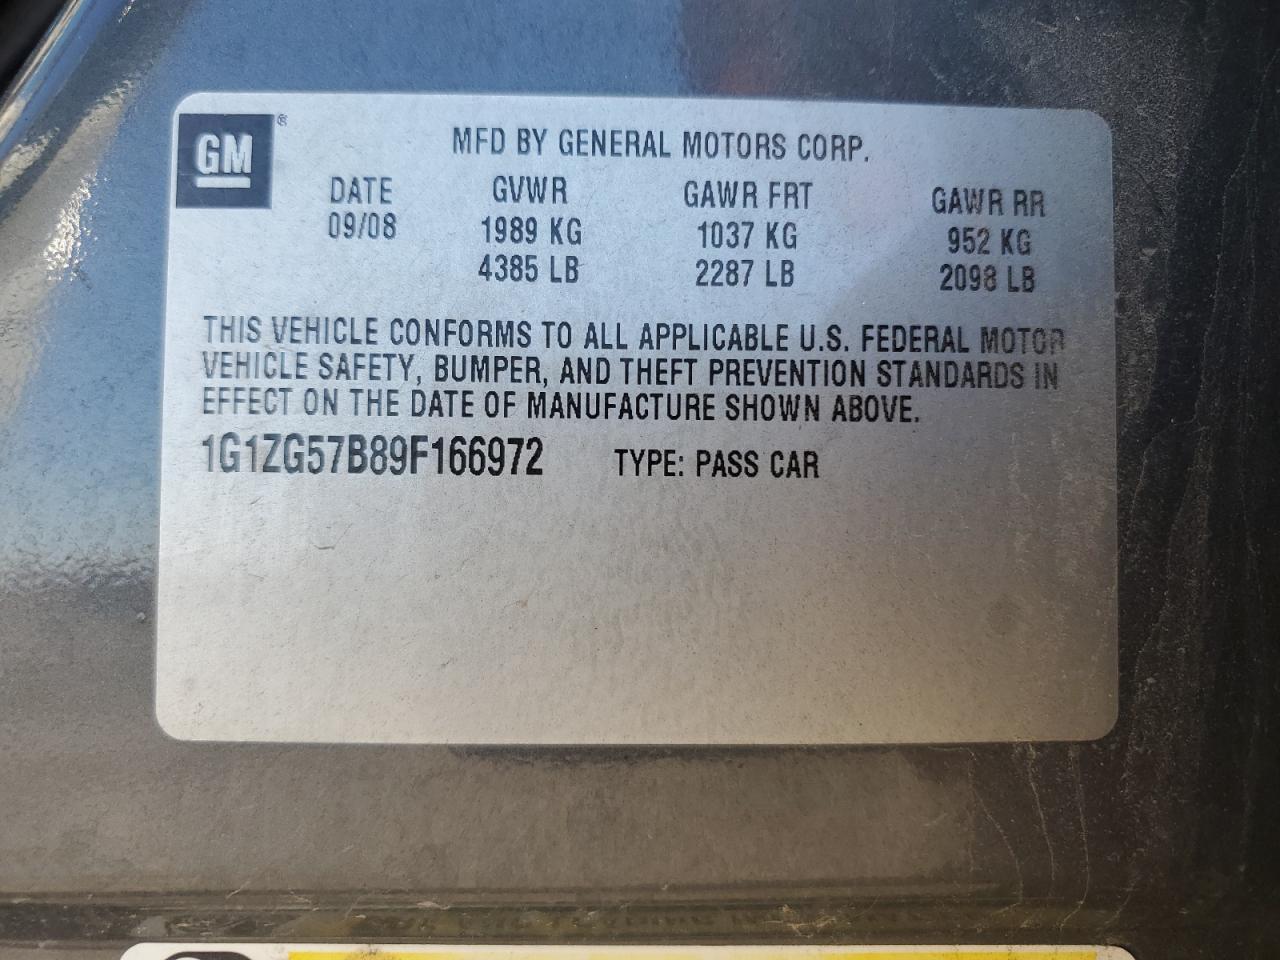 GM®
MFD BY GENERAL MOTORS CORP.
DATE GVWR GAWR FRT GAWR RR
09/08 1989 KG 1037 KG 952 KG
4385 LB 2287 LB 2098 LB
THIS VEHICLE CONFORMS TO ALL APPLICABLE U.S. FEDERAL MOTOR
VEHICLE SAFETY, BUMPER, AND THEFT PREVENTION STANDARDS IN
EFFECT ON THE DATE OF MANUFACTURE SHOWN ABOVE.
1G1ZG57B89F166972 TYPE: PASS CAR